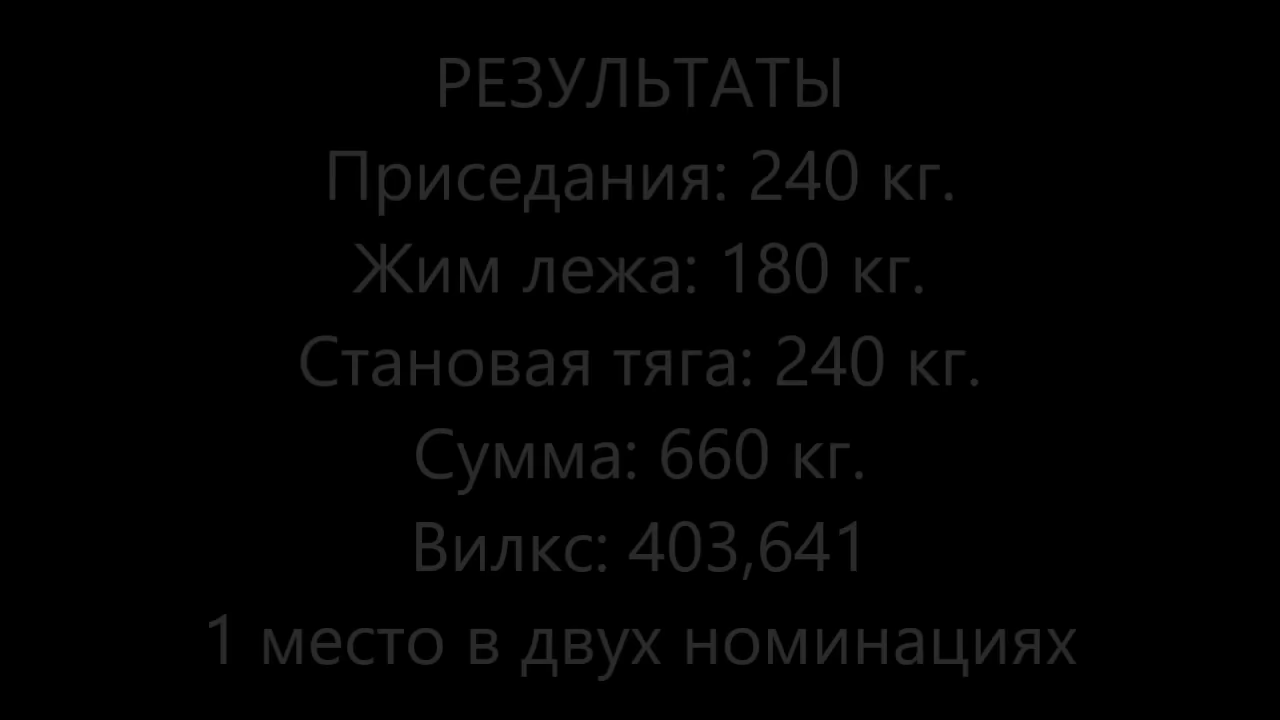 РЕЗУЛЬТАТЫ
Приседания: 240 кг.
Жим лежа: 180 кг.
Становая тяга: 240 кг.
Сумма: 660 кг.
Вилкс: 403,641
1 место в двух номинациях